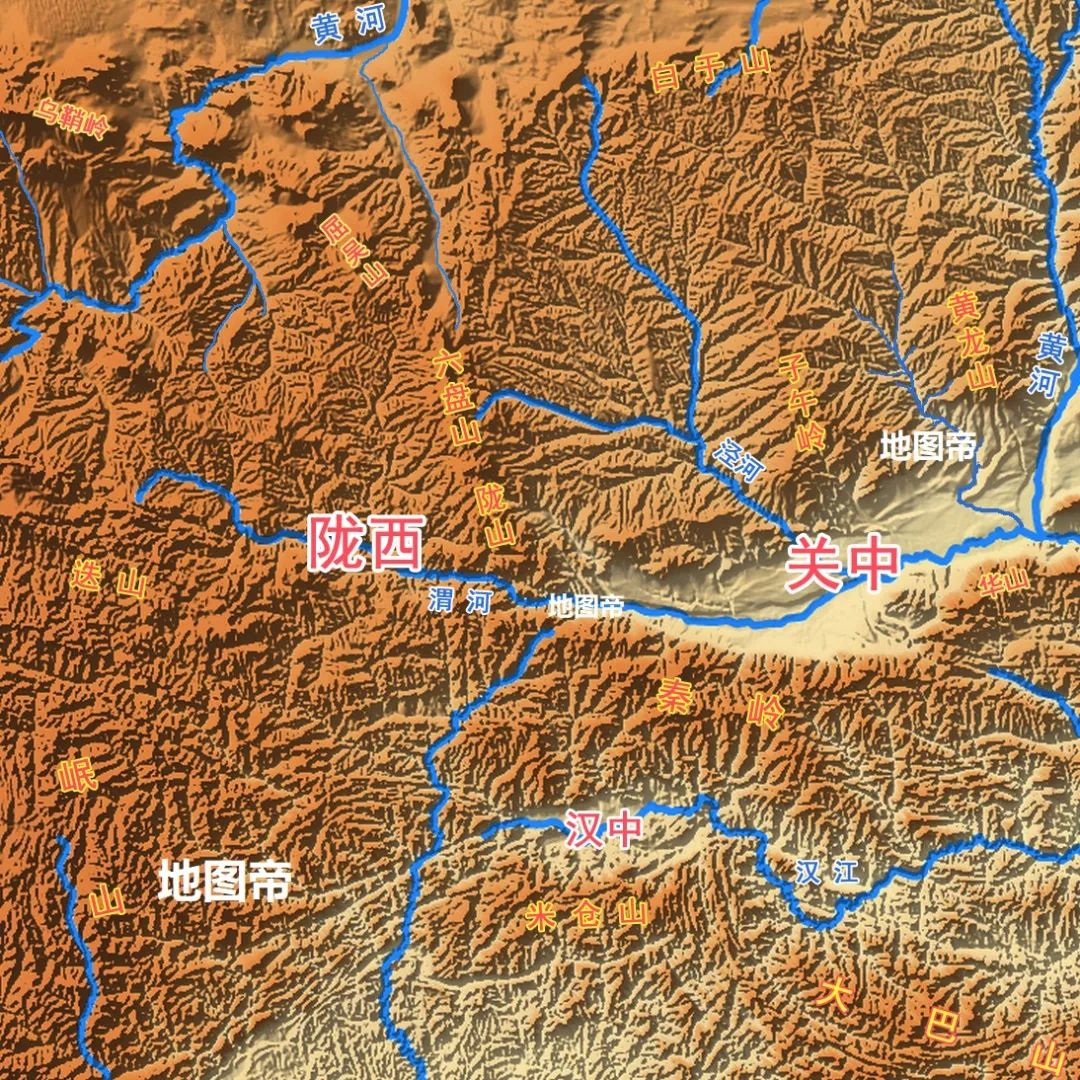 黄河
白于山
乌鞘岭
屈吴山
黄龙山
黄河
六盘山
子午岭
地图帝
泾河
陇山
陇西
关中
迭山
渭河
地图帝
华山
秦岭
岷山
汉中
地图帝
汉江
米仓山
大巴山